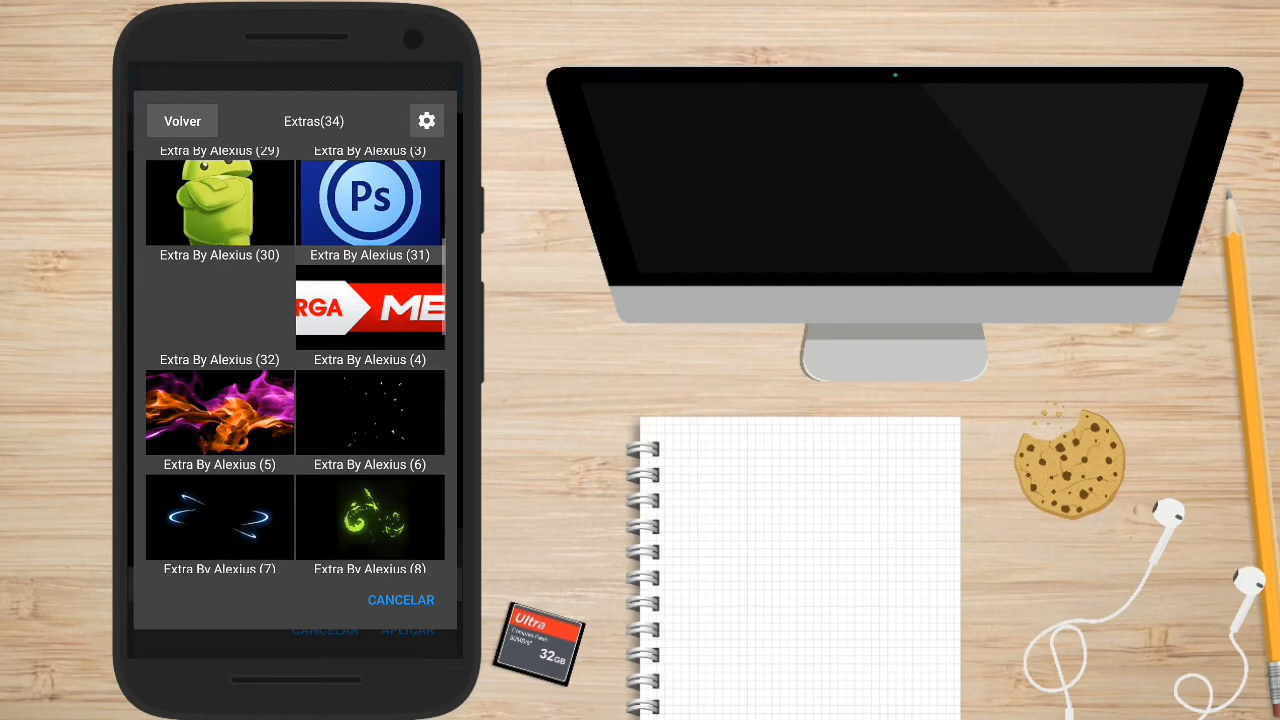 Volver
Extras(34)
Extra By Alexius (29)
Extra By Alexius (3)
Ps
Extra By Alexius (30)
Extra By Alexius (31)
RGA ME
Extra By Alexius (32)
Extra By Alexius (4)
Extra By Alexius (5)
Extra By Alexius (6)
Extra By Alexius (7)
Extra By Alexius (8)
CANCELAR
CANCELAR
APLICAR
Ultra
32GB